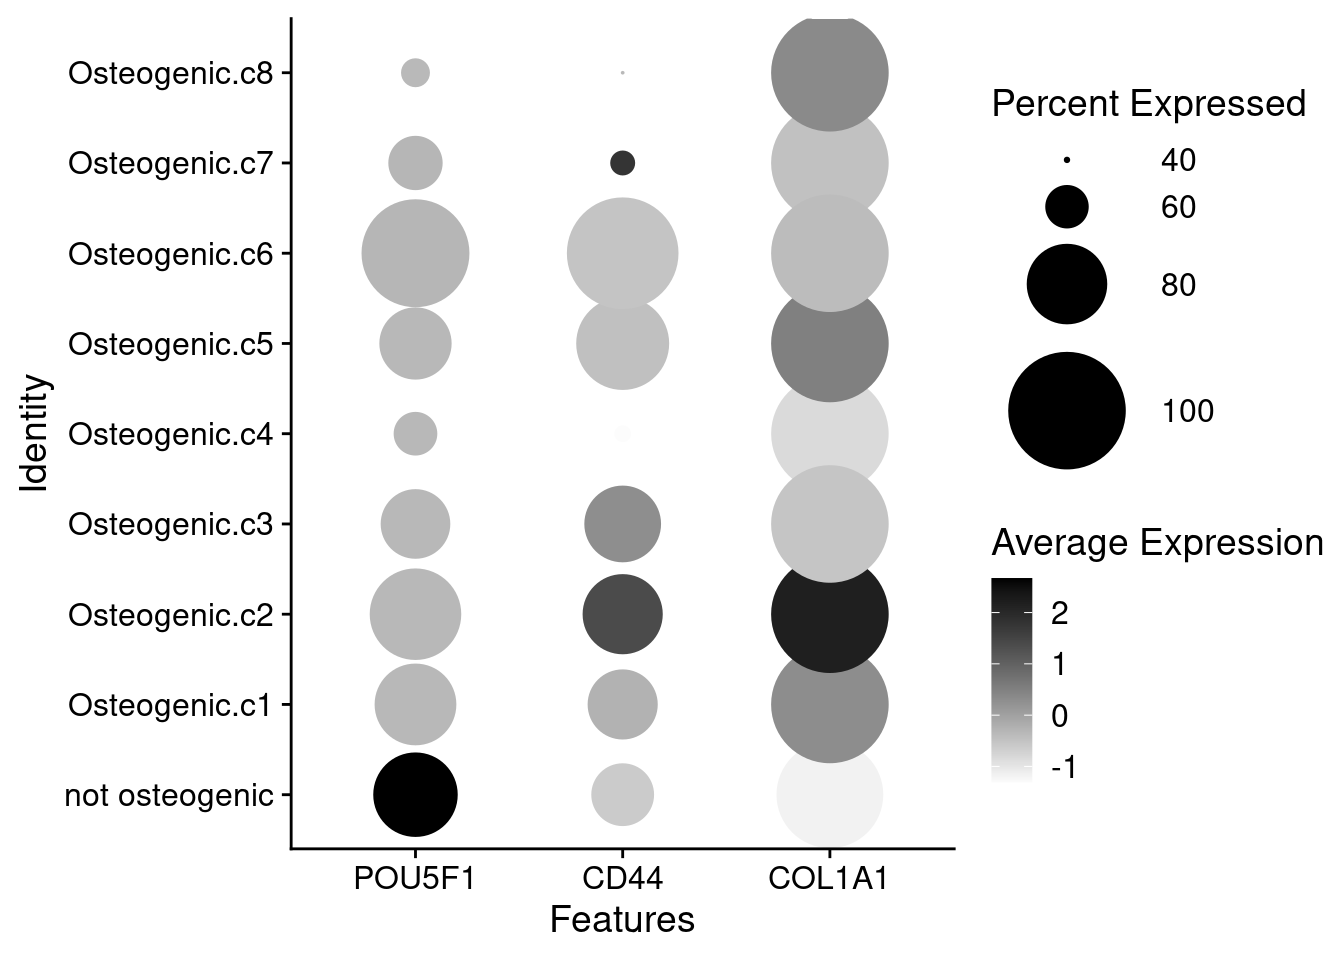 Osteogenic.c8
Osteogenic.c7
Osteogenic.c6
Osteogenic.c5
Osteogenic.c4
Osteogenic.c3
Osteogenic.c2
Osteogenic.c1
not osteogenic
Identity
POU5F1 CD44 COL1A1
Features
Percent Expressed
40
60
80
100
Average Expression
2
1
0
-1